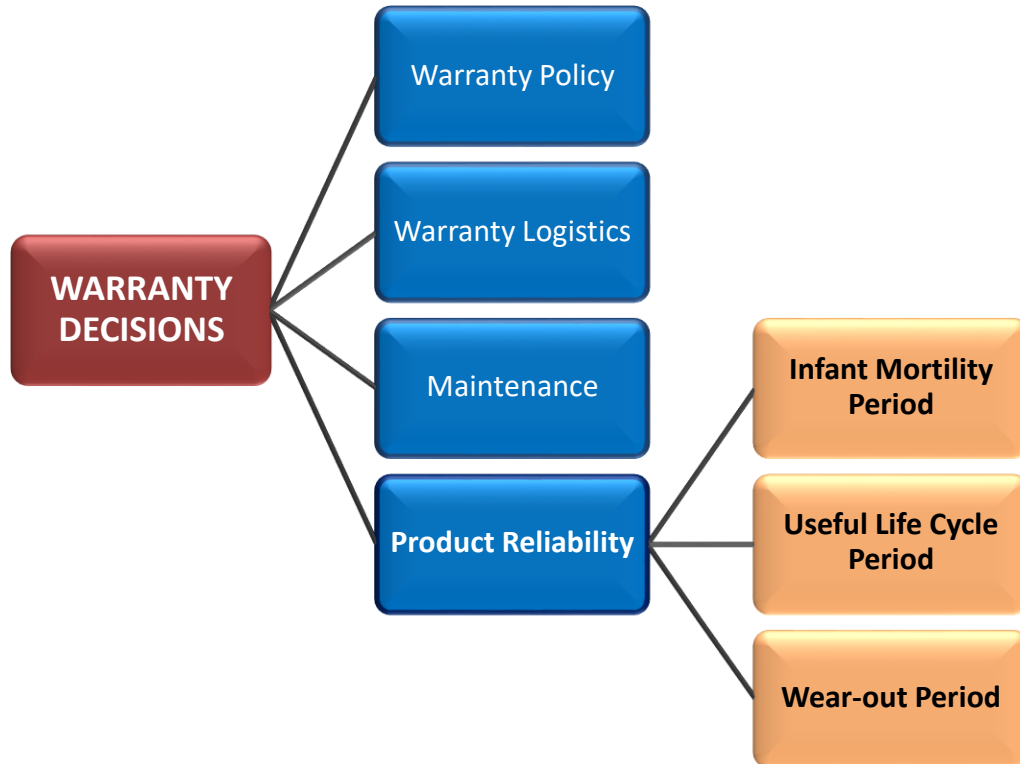 WARRANTY
DECISIONS
Warranty Policy
Warranty Logistics
Maintenance
Product Reliability
Infant Mortility
Period
Useful Life Cycle
Period
Wear-out Period